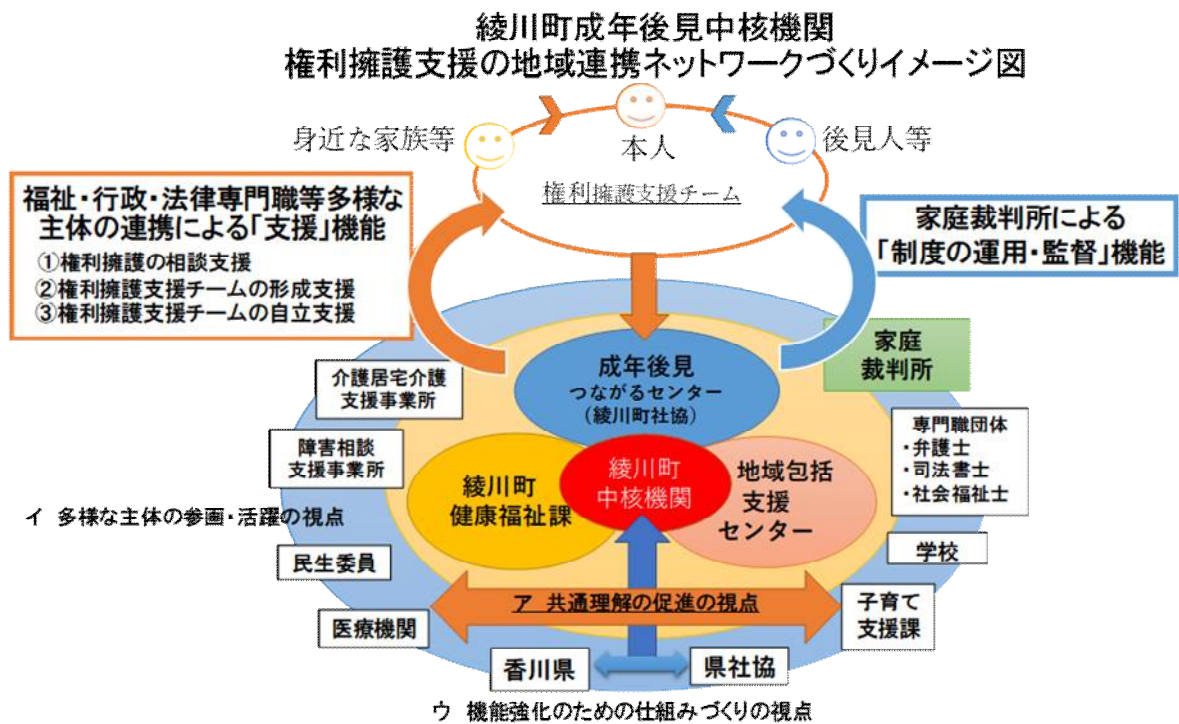 綾川町成年後見中核機関
権利擁護支援の地域連携ネットワークづくりイメージ図
身近な家族等
本人
後見人等
権利擁護支援チーム
福祉・行政・法律専門職等多様な
主体の連携による「支援」機能
①権利擁護の相談支援
②権利擁護支援チームの形成支援
③権利擁護支援チームの自立支援
家庭裁判所による
「制度の運用・監督」機能
成年後見
つながるセンター
(綾川町社協)
家庭
裁判所
介護居宅介護
支援事業所
障害相談
支援事業所
専門職団体
・弁護士
・司法書士
・社会福祉士
綾川町
健康福祉課
綾川町
中核機関
地域包括
支援
センター
イ 多様な主体の参画・活躍の視点
民生委員
学校
ア 共通理解の促進の視点
医療機関
子育て
支援課
香川県
県社協
ウ 機能強化のための仕組みづくりの視点